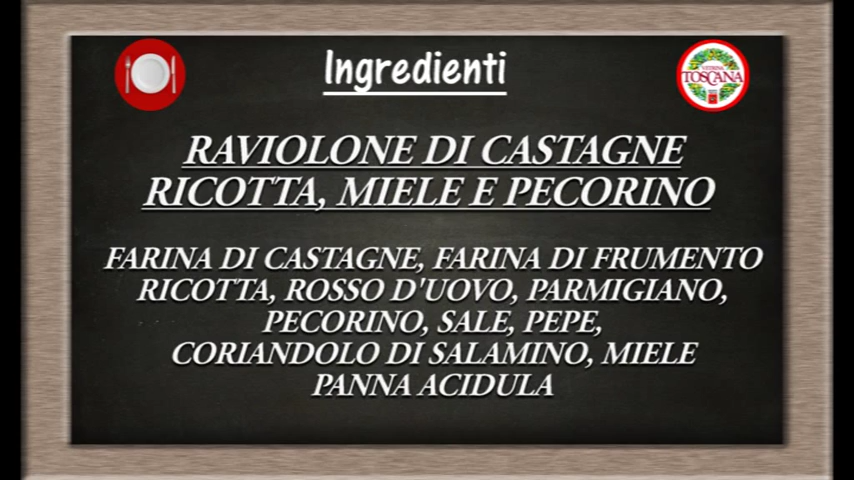 Ingredienti
VETRINA
TOSCANA
RAVIOLONE DI CASTAGNE
RICOTTA, MIELE E PECORINO
FARINA DI CASTAGNE, FARINA DI FRUMENTO
RICOTTA, ROSSO D'UOVO, PARMIGIANO,
PECORINO, SALE, PEPE,
CORIANDOLO DI SALAMINO, MIELE
PANNA ACIDULA